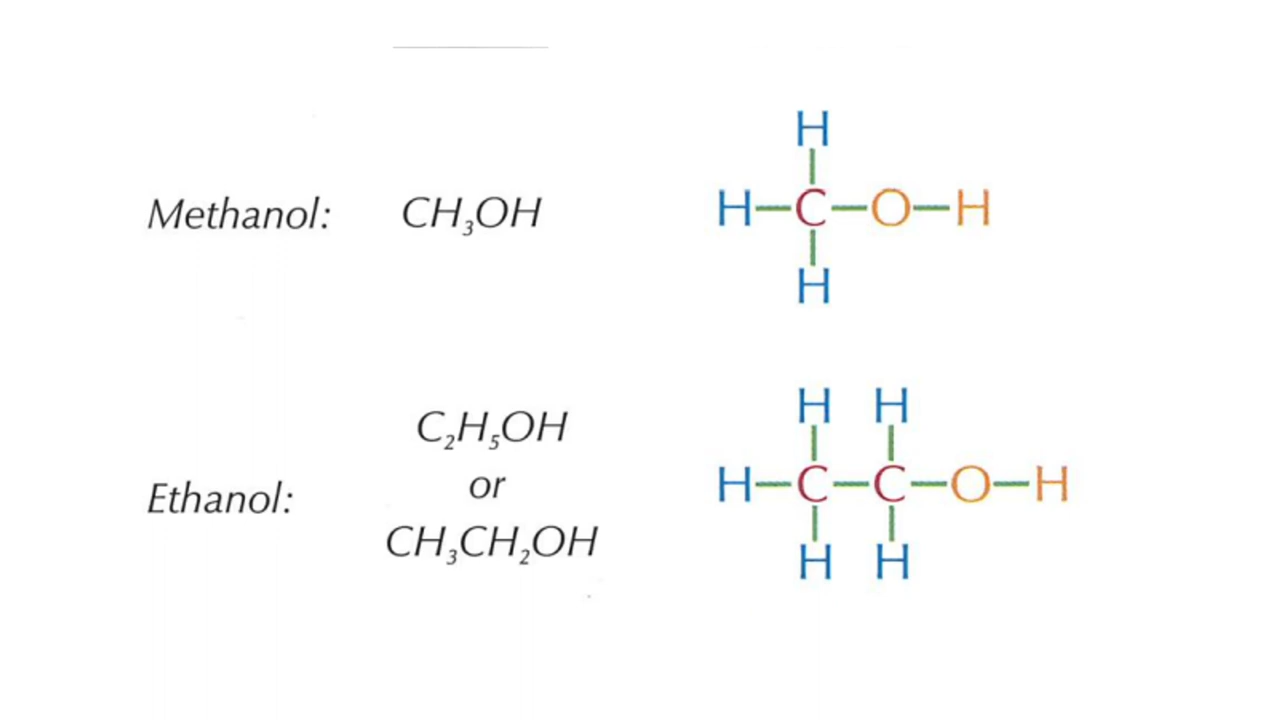 Methanol: CH₃OH
H
H–C–O–H
H
Ethanol:
C₂H₅OH
or
CH₃CH₂OH
H H
H–C–C–O–H
H H